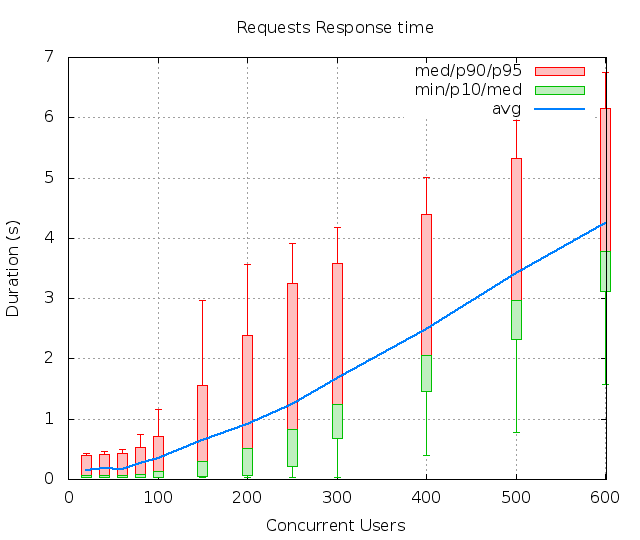 Requests Response time
med/p90/p95
min/p10/med
avg
Duration (s)
7
6
5
4
3
2
1
0
0 100 200 300 400 500 600
Concurrent Users